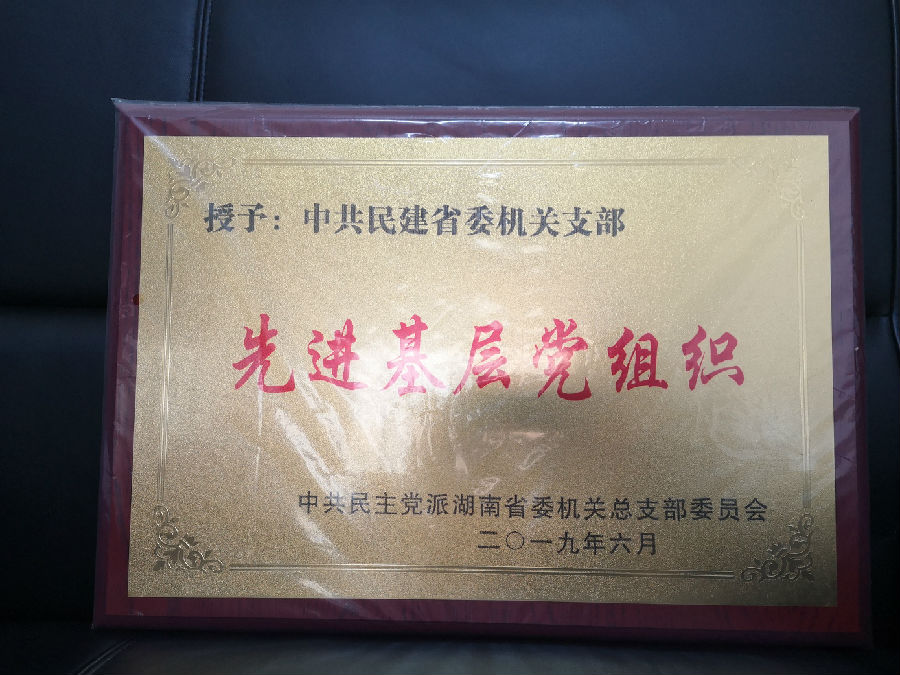 授予：中共民建省委机关支部
先进基层党组织
中共民主党派湖南省委机关总支部委员会
二〇一九年六月